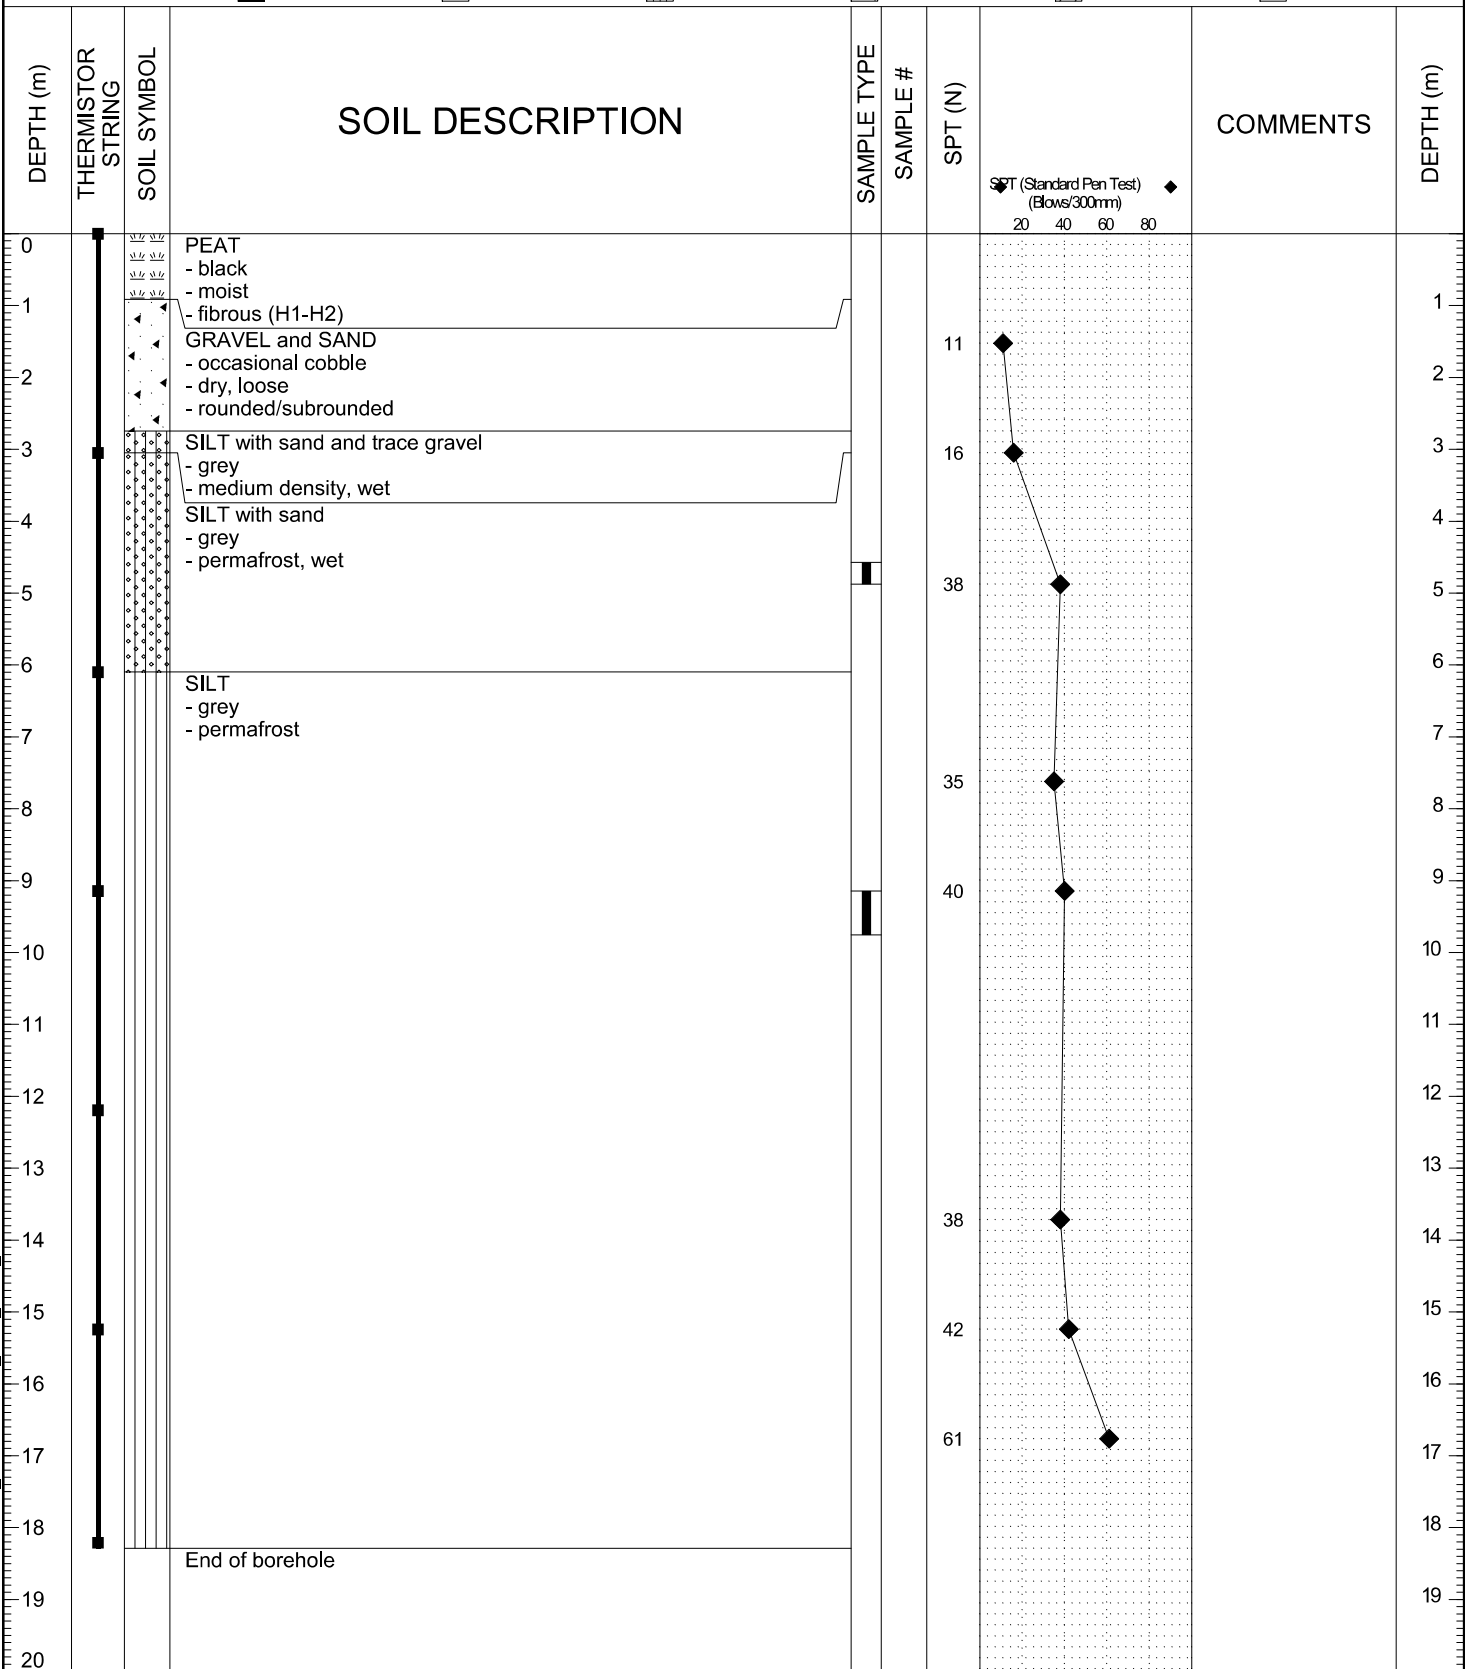 DEPTH (m)
THERMISTOR
STRING
SOIL SYMBOL
SOIL DESCRIPTION
SAMPLE TYPE
SAMPLE #
SPT (N)
SPT (Standard Pen Test)
(Blows/300mm)
20 40 60 80
COMMENTS
DEPTH (m)
0
PEAT
- black
- moist
1
- fibrous (H1-H2)
1
GRAVEL and SAND
11
- occasional cobble
2
- dry, loose
2
- rounded/subrounded
3
SILT with sand and trace gravel
16
3
- grey
- medium density, wet
4
SILT with sand
4
- grey
- permafrost, wet
5
38
5
6
6
SILT
- grey
- permafrost
7
7
35
8
8
9
40
9
10
10
11
11
12
12
13
13
38
14
14
15
42
15
16
16
61
17
17
18
18
End of borehole
19
19
20